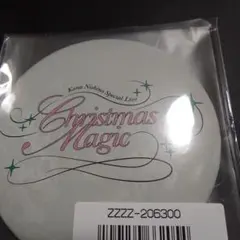 Kana Nishino Special Live
Christmas
Magic
ZZZZ-206300